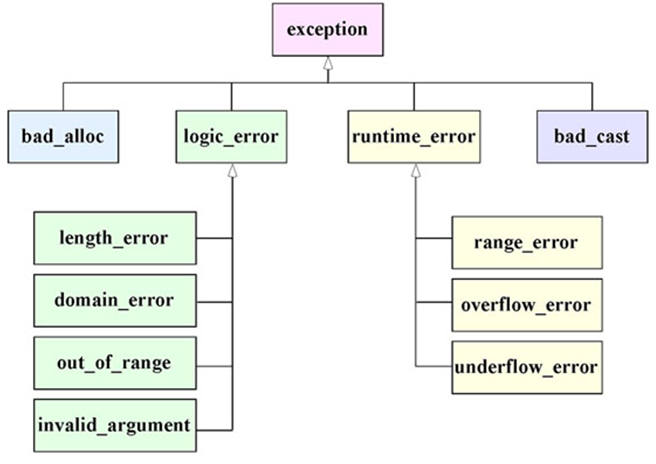 exception
bad_alloc
logic_error
runtime_error
bad_cast
length_error
domain_error
out_of_range
invalid_argument
range_error
overflow_error
underflow_error